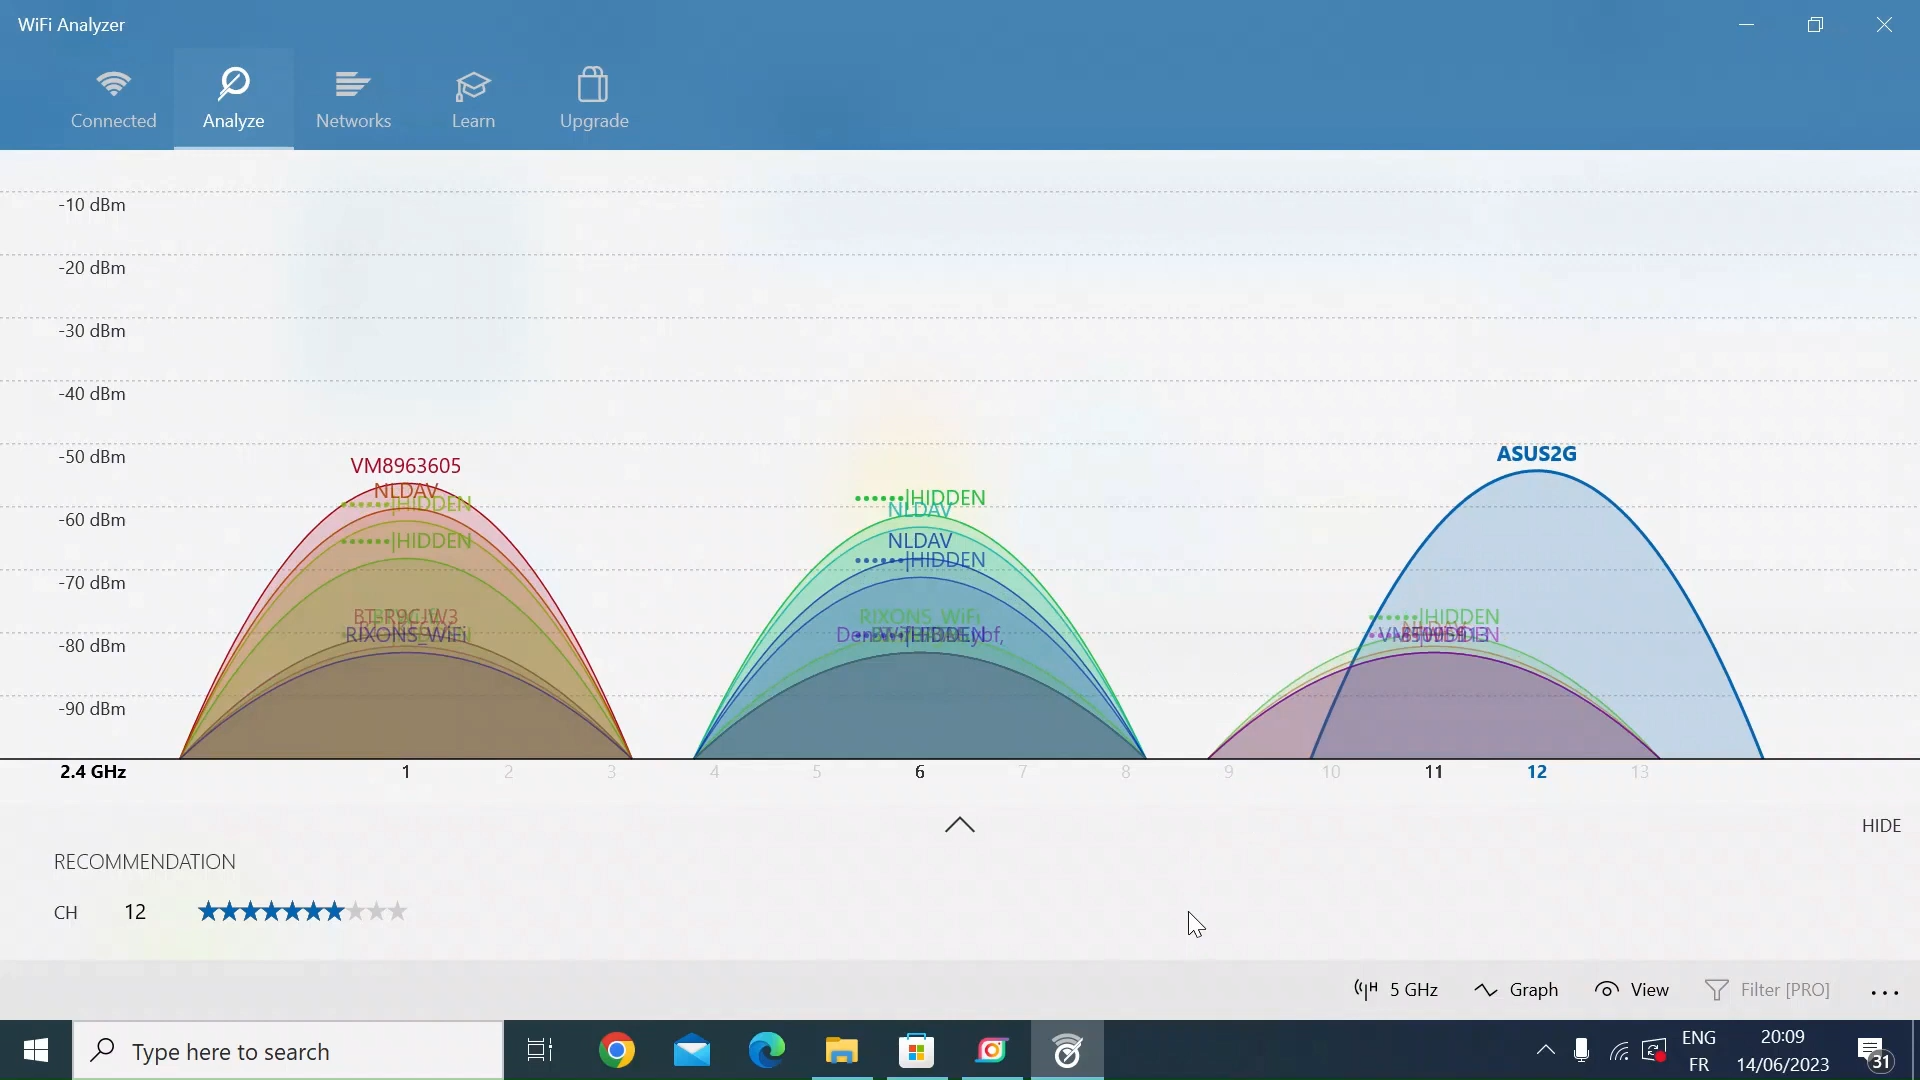 WiFi Analyzer
Connected
Analyze
Networks
Learn
Upgrade
-10 dBm
-20 dBm
-30 dBm
-40 dBm
-50 dBm
-60 dBm
-70 dBm
-80 dBm
-90 dBm
VM8963605
NLDAV
••••••|HIDDEN
••••••|HIDDEN
RIXONS_WiFi
••••••|HIDDEN
NLDAV
NLDAV
••••••|HIDDEN
RIXONS_WiFi
|HIDDEN
ASUS2G
••••••|HIDDEN
2.4 GHz
1 2 3 4 5 6 7 8 9 10 11 12 13
HIDE
RECOMMENDATION
CH 12
5 GHz
Graph
View
Filter [PRO]
Type here to search
ENG
FR
20:09
14/06/2023
31